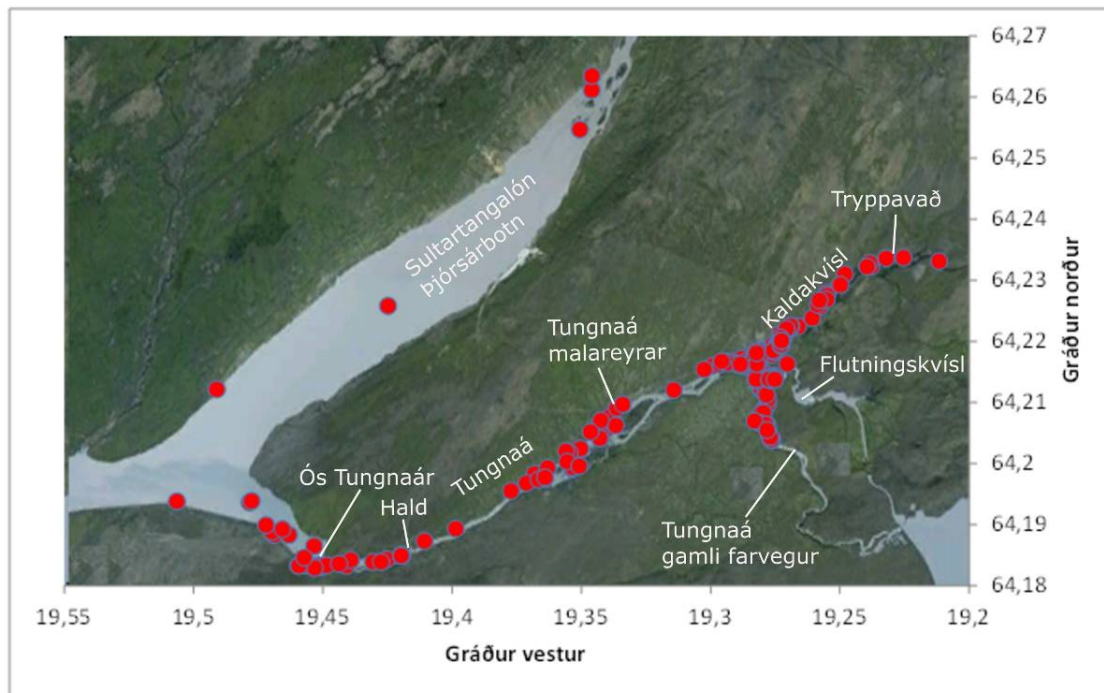 64,27
64,26
64,25
64,24
64,23
64,22
64,21
64,2
64,19
64,18
Gráður norður
Tryppavað
Sultartangalón
Þjórsárbotn
Kaldakvísl
Tungnaá
malareyrar
Flutningskvísl
Tungnaá
Ós Tungnaár
Hald
Tungnaá
gamli farvegur
19,55
19,5
19,45
19,4
19,35
19,3
19,25
19,2
Gráður vestur